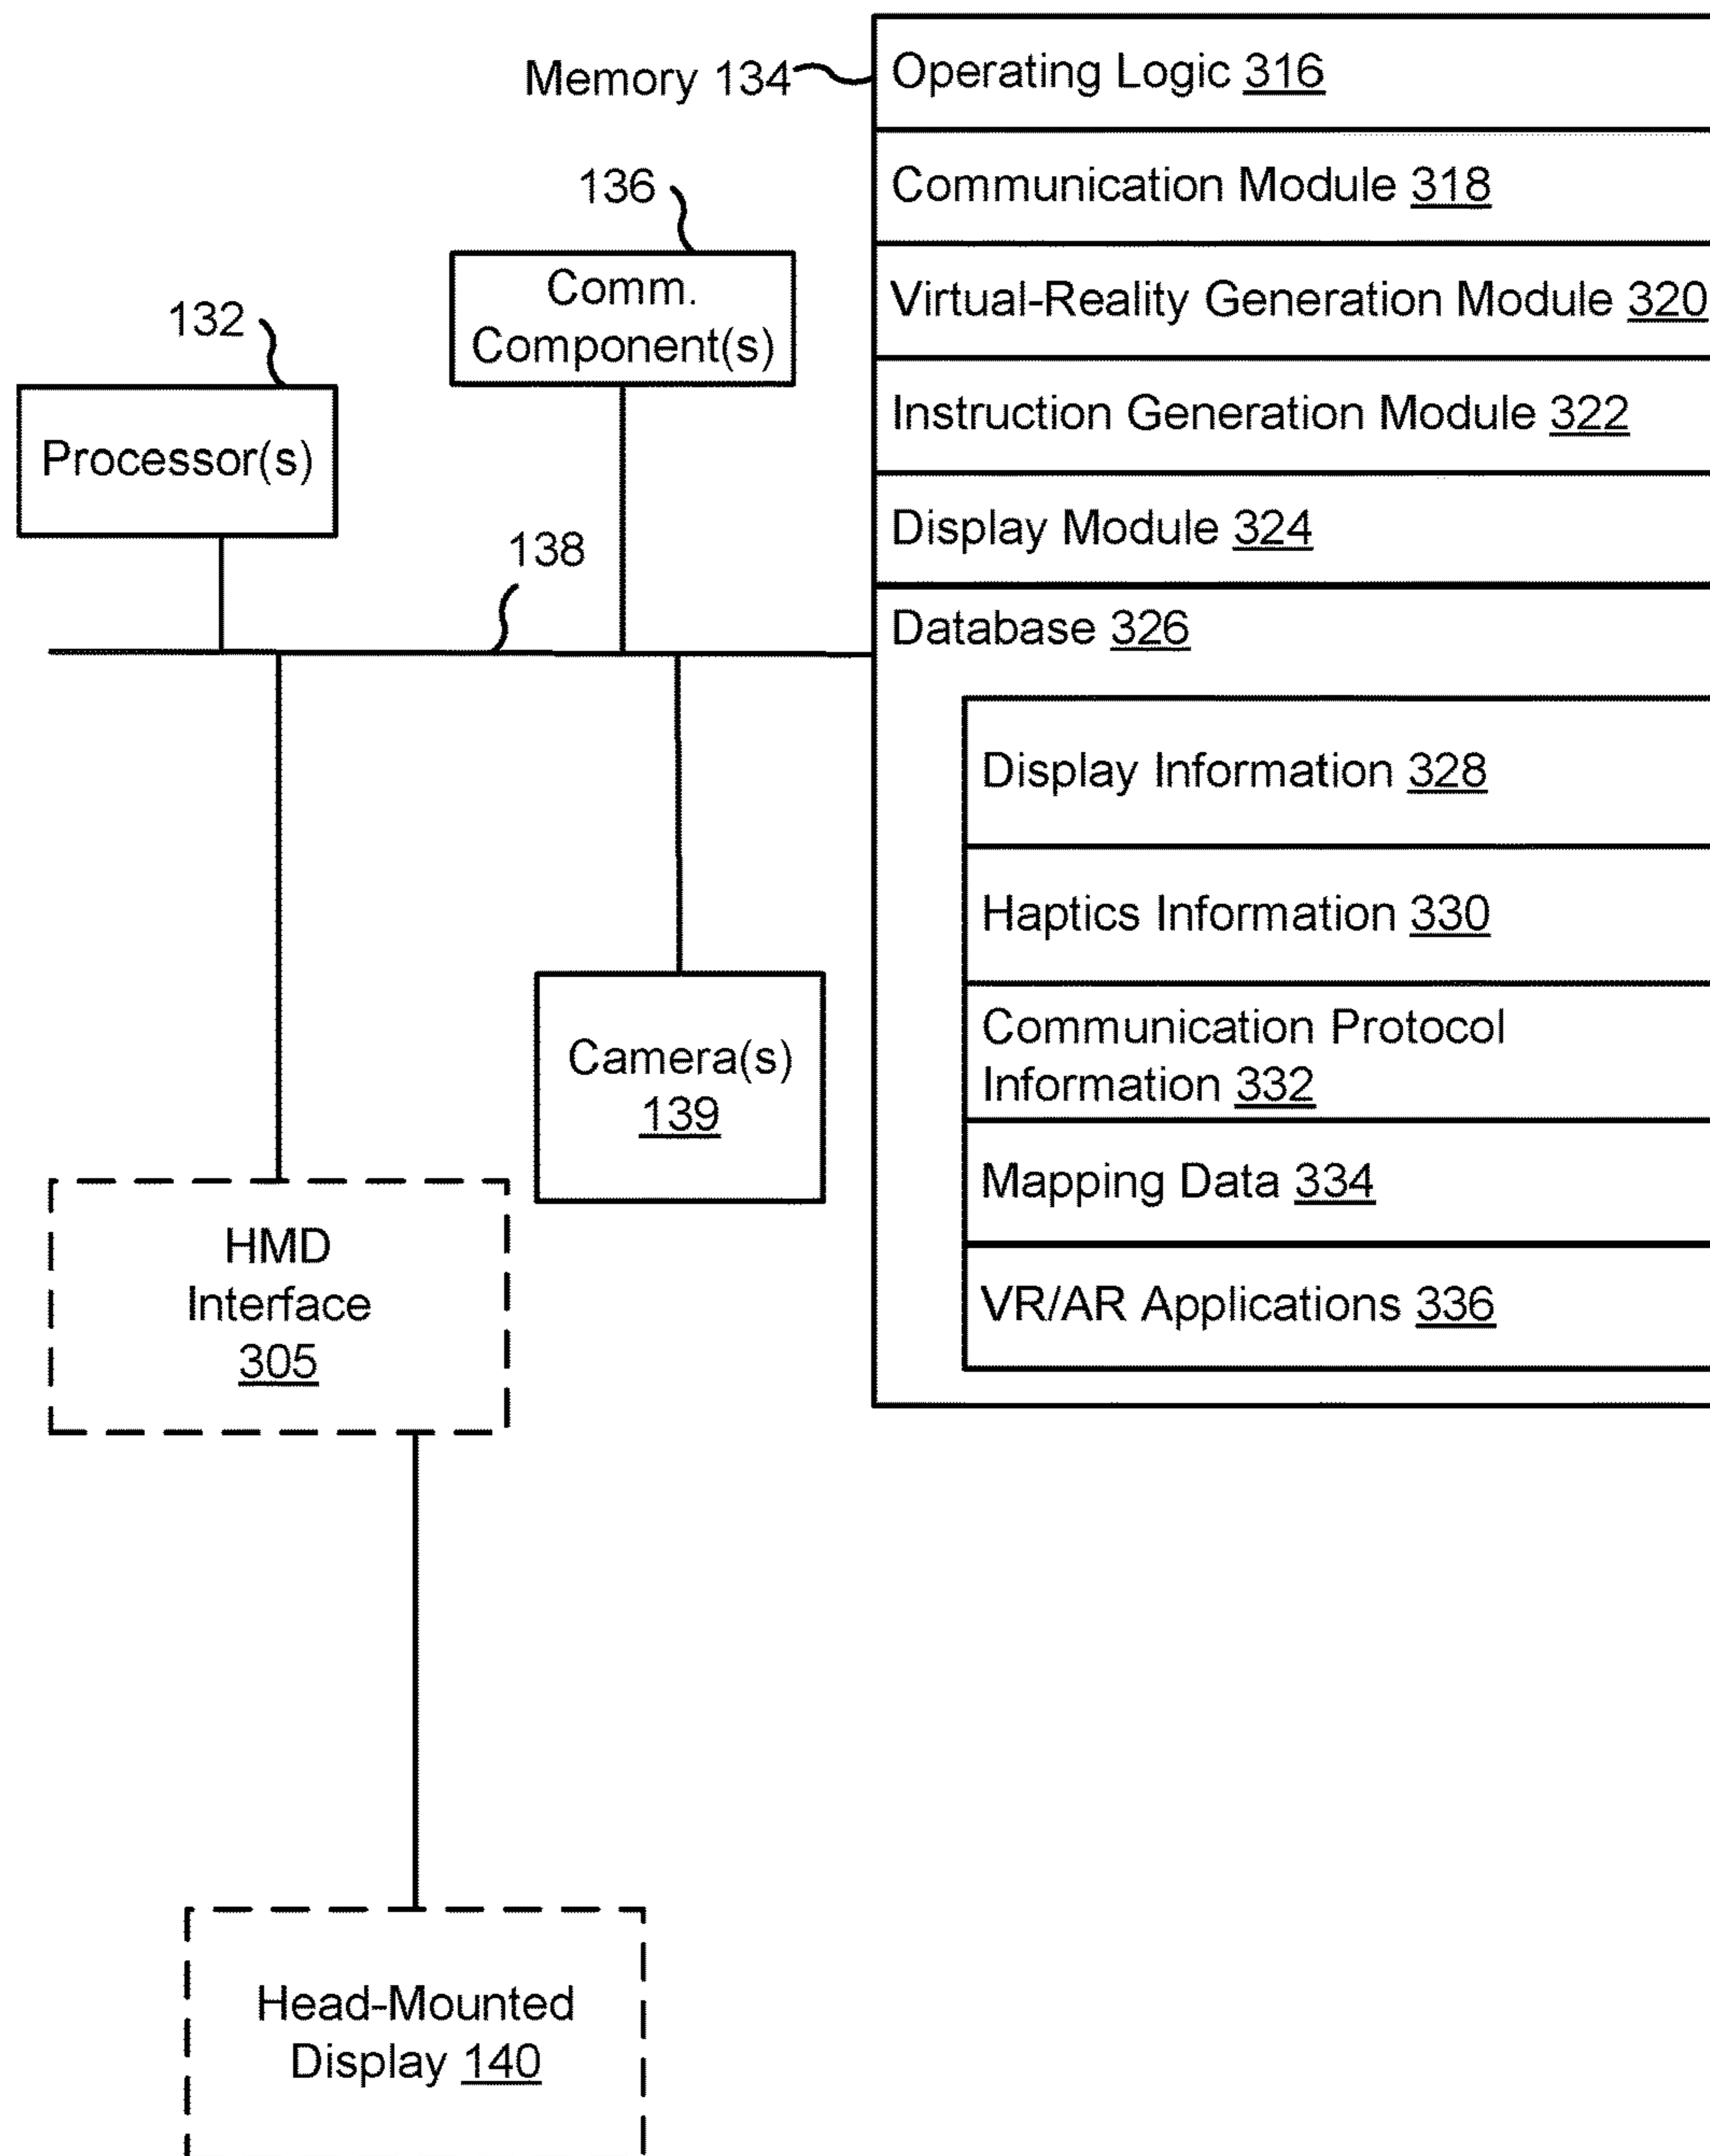 Memory 134
Operating Logic 316
Communication Module 318
Virtual-Reality Generation Module 320
Instruction Generation Module 322
Display Module 324
Database 326
Display Information 328
Haptics Information 330
Communication Protocol
Information 332
Mapping Data 334
VR/AR Applications 336
136
Comm.
Component(s)
132
Processor(s)
138
Camera(s)
139
HMD
Interface
305
Head-Mounted
Display 140